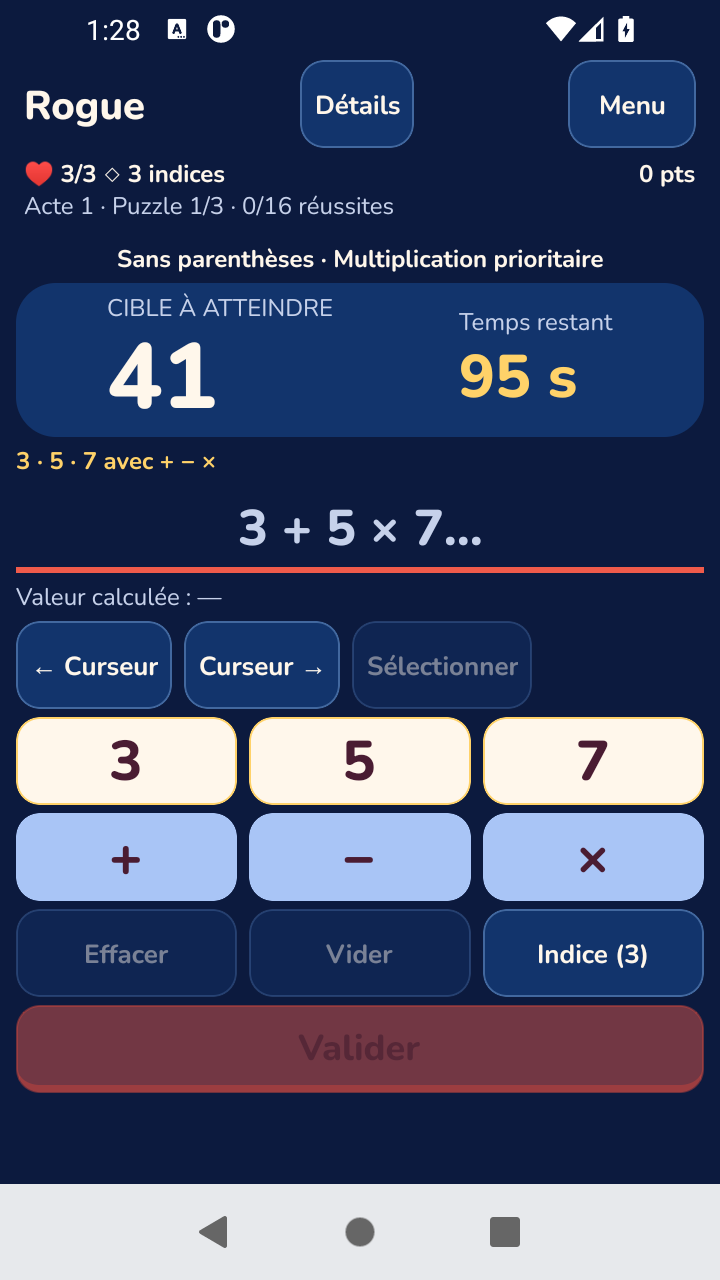 1:28
Rogue
Détails
Menu
❤️ 3/3 ◇ 3 indices
0 pts
Acte 1 · Puzzle 1/3 · 0/16 réussites
Sans parenthèses · Multiplication prioritaire
CIBLE À ATTEINDRE
41
Temps restant
95 s
3 · 5 · 7 avec + − ×
3 + 5 × 7...
Valeur calculée : —
← Curseur
Curseur →
Sélectionner
3
5
7
+
−
×
Effacer
Vider
Indice (3)
Valider